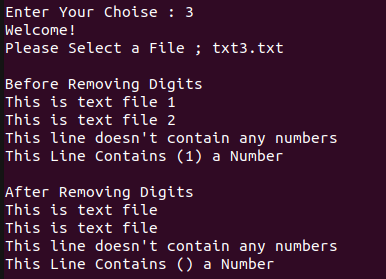 Enter Your Choise : 3
Welcome!
Please Select a File ; txt3.txt

Before Removing Digits
This is text file 1
This is text file 2
This line doesn't contain any numbers
This Line Contains (1) a Number

After Removing Digits
This is text file
This is text file
This line doesn't contain any numbers
This Line Contains () a Number